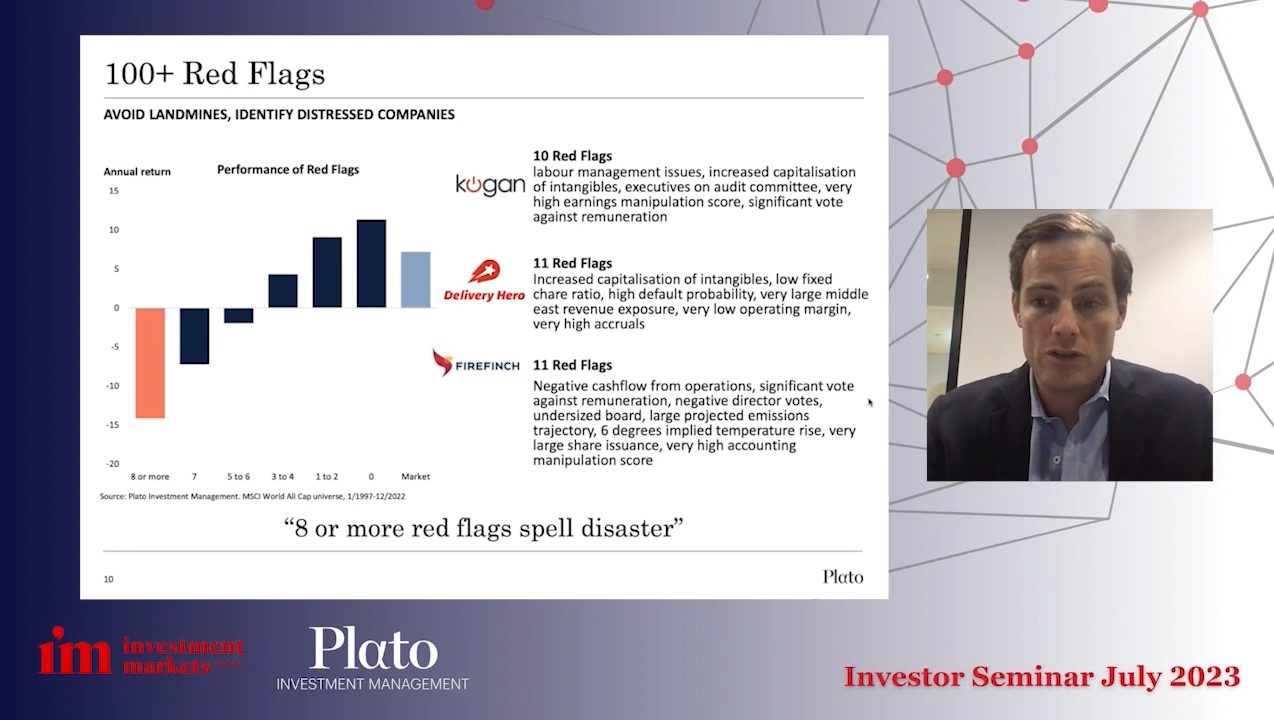 100+ Red Flags
AVOID LANDMINES, IDENTIFY DISTRESSED COMPANIES
Annual return
Performance of Red Flags
15
10
5
0
-5
-10
-15
-20
8 or more
7
5 to 6
3 to 4
1 to 2
0
Market
Source: Plato Investment Management. MSCI World All Cap universe, 1/1997-12/2022
kogan
10 Red Flags
labour management issues, increased capitalisation
of intangibles, executives on audit committee, very
high earnings manipulation score, significant vote
against remuneration
Delivery Hero
11 Red Flags
Increased capitalisation of intangibles, low fixed
chare ratio, high default probability, very large middle
east revenue exposure, very low operating margin,
very high accruals
FIREFINCH
11 Red Flags
Negative cashflow from operations, significant vote
against remuneration, negative director votes,
undersized board, large projected emissions
trajectory, 6 degrees implied temperature rise, very
large share issuance, very high accounting
manipulation score
“8 or more red flags spell disaster”
10
Plato
im investment
markets
Plato
INVESTMENT MANAGEMENT
Investor Seminar July 2023